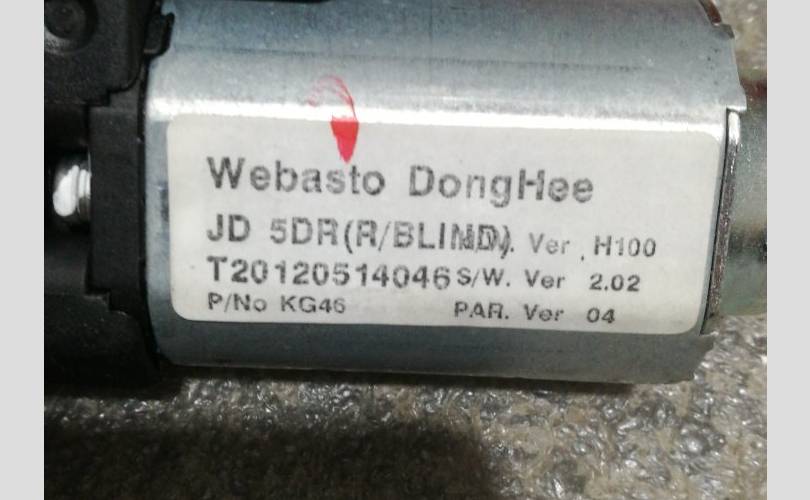 Webasto DongHee
JD 5DR(R/BLIND). Ver . H100
T20120514046 S/W. Ver 2.02
P/No KG46 PAR. Ver 04